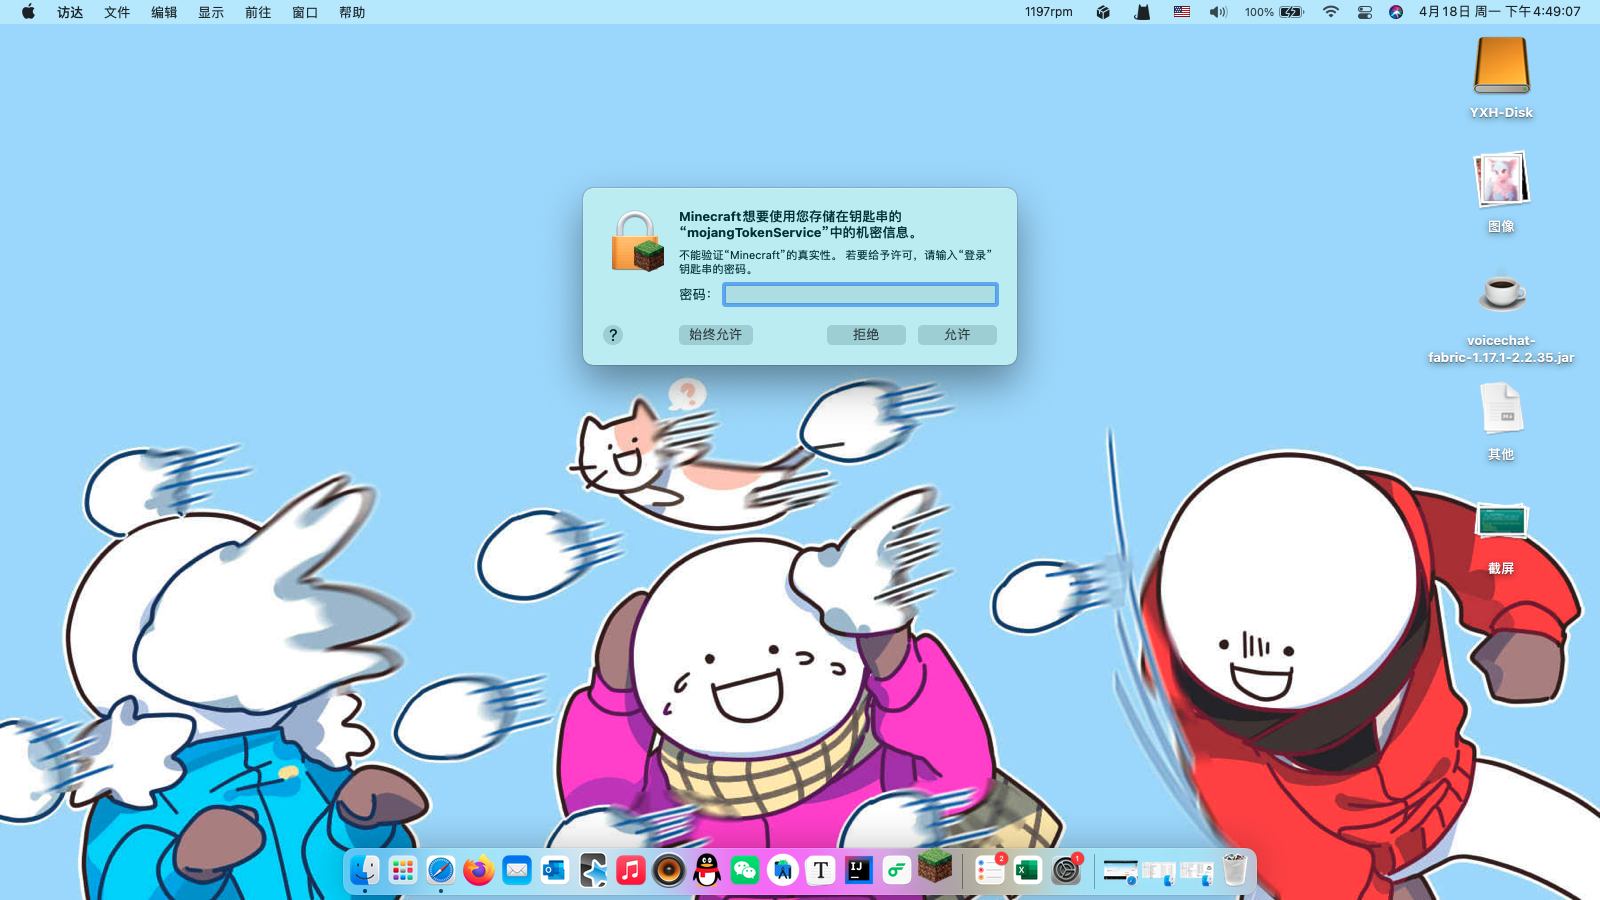 访达 文件 编辑 显示 前往 窗口 帮助 1197rpm 100% 4月18日 周一 下午4:49:07
YXH-Disk
图像
voicechat-
fabric-1.17.1-2.2.35.jar
其他
截屏
Minecraft想要使用您存储在钥匙串的
“mojangTokenService”中的机密信息。
不能验证“Minecraft”的真实性。 若要给予许可，请输入“登录”
钥匙串的密码。
密码：
? 始终允许 拒绝 允许
?
2 1